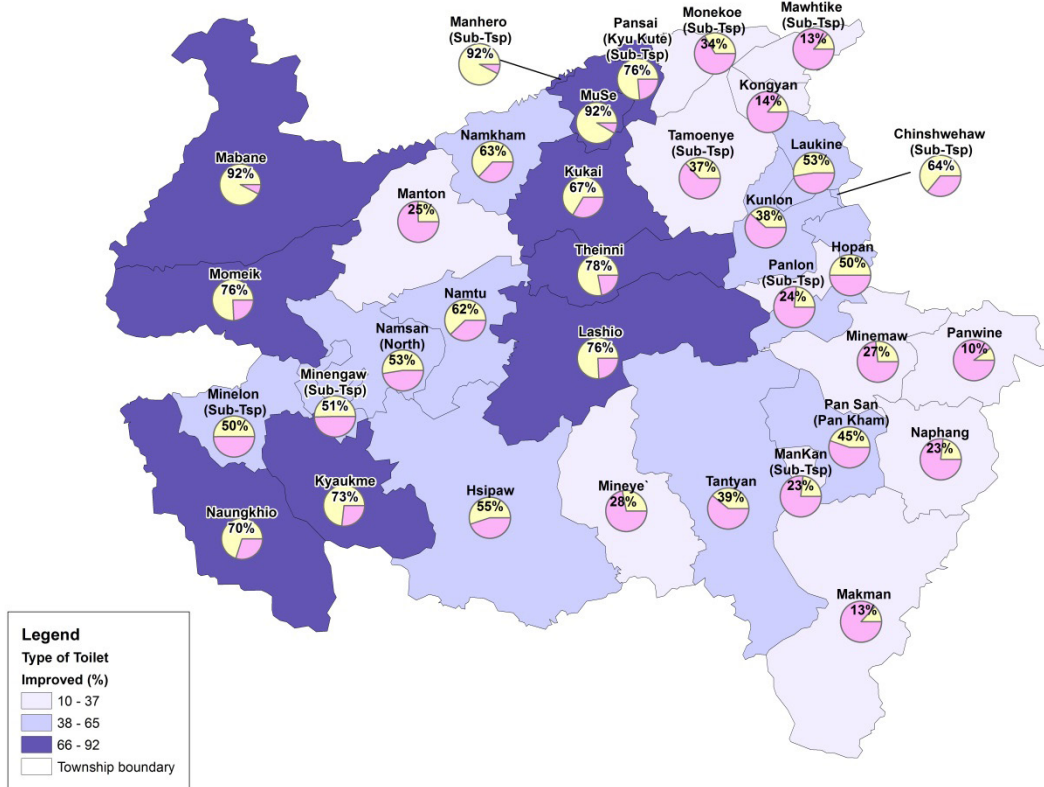 Manhero
(Sub-Tsp)
92%
Pansai
(Kyu Kute)
(Sub-Tsp)
76%
Monekoe
(Sub-Tsp)
34%
Mawhtike
(Sub-Tsp)
13%
MuSe
92%
Kongyan
14%
Namkham
63%
Tamoenye
(Sub-Tsp)
37%
Laukine
53%
Chinshwehaw
(Sub-Tsp)
64%
Mabane
92%
Manton
25%
Kukai
67%
Kunlon
38%
Momeik
76%
Theinni
78%
Hopan
50%
Panlon
(Sub-Tsp)
24%
Namtu
62%
Namsan
(North)
53%
Lashio
76%
Minemaw
27%
Panwine
10%
Minelon
(Sub-Tsp)
50%
Minengaw
(Sub-Tsp)
51%
Pan San
(Pan Kham)
45%
Naphang
23%
ManKan
(Sub-Tsp)
23%
Kyaukme
73%
Hsipaw
55%
Mineye`
28%
Tantyan
39%
Naungkhio
70%
Makman
13%
Legend
Type of Toilet
Improved (%)
10 - 37
38 - 65
66 - 92
Township boundary